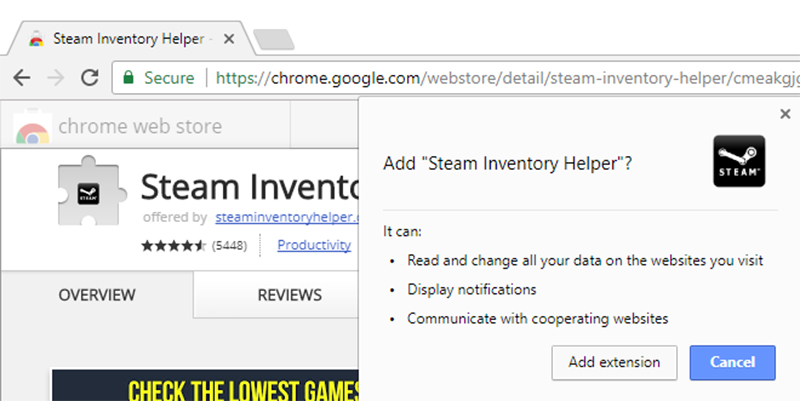 Steam Inventory Helper -
Secure
https://chrome.google.com/webstore/detail/steam-inventory-helper/cmeakgjg
chrome web store
STEAM
Steam Invento
offered by steaminventoryhelper.
(5448)
Productivity
OVERVIEW
REVIEWS
CHECK THE LOWEST GAMES
Add "Steam Inventory Helper"?
STEAM™
It can:
• Read and change all your data on the websites you visit
• Display notifications
• Communicate with cooperating websites
Add extension
Cancel